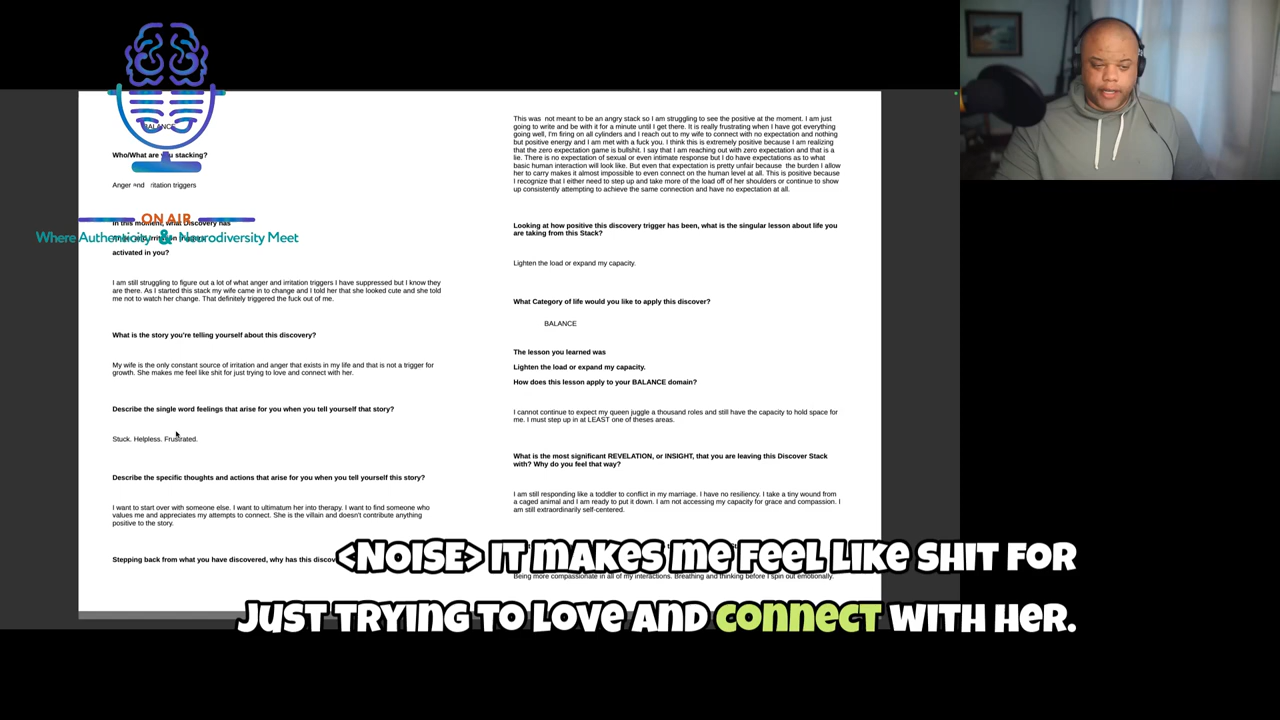 BALANCE
Who/What are you stacking?
Anger and irritation triggers
ON AIR
In this moment, what Discovery has
Where Authenticity & Neurodiversity Meet
activated in you?
I am still struggling to figure out a lot of what anger and irritation triggers I have suppressed but I know they
are there. As I started this stack my wife came in to change and I told her that she looked cute and she told
me not to watch her change. That definitely triggered the fuck out of me.
What is the story you're telling yourself about this discovery?
My wife is the only constant source of irritation and anger that exists in my life and that is not a trigger for
growth. She makes me feel like shit for just trying to love and connect with her.
Describe the single word feelings that arise for you when you tell yourself that story?
Stuck. Helpless. Frustrated.
Describe the specific thoughts and actions that arise for you when you tell yourself this story?
I want to start over with someone else. I want to ultimatum her into therapy. I want to find someone who
values me and appreciates my attempts to connect. She is the villain and doesn't contribute anything
positive to the story.
Stepping back from what you have discovered, why has this discov
This was not meant to be an angry stack so I am struggling to see the positive at the moment. I am just
going to write and be with it for a minute until I get there. It is really frustrating when I have got everything
going well, I'm firing on all cylinders and I reach out to my wife to connect with no expectation and nothing
but positive energy and I am met with a fuck you. I think this is extremely positive because I am realizing
that the zero expectation game is bullshit. I say that I am reaching out with zero expectation and that is a
lie. There is no expectation of sexual or even intimate response but I do have expectations as to what
basic human interaction will look like. But even that expectation is pretty unfair because the burden I allow
her to carry makes it almost impossible to even connect on the human level at all. This is positive because
I recognize that I either need to step up and take more of the load off of her shoulders or continue to show
up consistently attempting to achieve the same connection and have no expectation at all.
Looking at how positive this discovery trigger has been, what is the singular lesson about life you
are taking from this Stack?
Lighten the load or expand my capacity.
What Category of life would you like to apply this discover?
BALANCE
The lesson you learned was
Lighten the load or expand my capacity.
How does this lesson apply to your BALANCE domain?
I cannot continue to expect my queen juggle a thousand roles and still have the capacity to hold space for
me. I must step up in at LEAST one of theses areas.
What is the most significant REVELATION, or INSIGHT, that you are leaving this Discover Stack
with? Why do you feel that way?
I am still responding like a toddler to conflict in my marriage. I have no resiliency. I take a tiny wound from
a caged animal and I am ready to put it down. I am not accessing my capacity for grace and compassion. I
am still extraordinarily self-centered.
Being more compassionate in all of my interactions. Breathing and thinking before I spin out emotionally.
<NOISE> IT MAKES ME FEEL LIKE SHIT FOR
JUST TRYING TO LOVE AND CONNECT WITH HER.